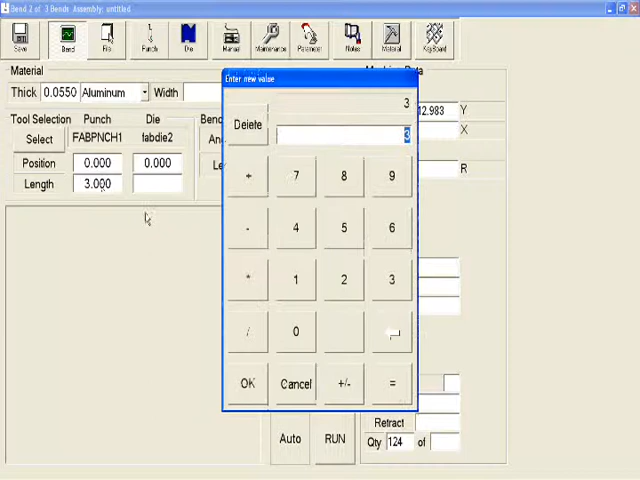 Bend 2 of 3 Bends Assembly: untitled
Save Bend File Punch Die Manual Maintenance Parameter Notes Material KeyBoard
Material
Thick 0.0550 Aluminum Width
Tool Selection Punch Die
Select FABPNCH1 fabdie2
Position 0.000 0.000
Length 3.000
Enter new value
3
Delete 3
+ 7 8 9
- 4 5 6
* 1 2 3
/ 0
OK Cancel +/- =
12.983 Y
X
R
Retract
Auto RUN Qty 124 of